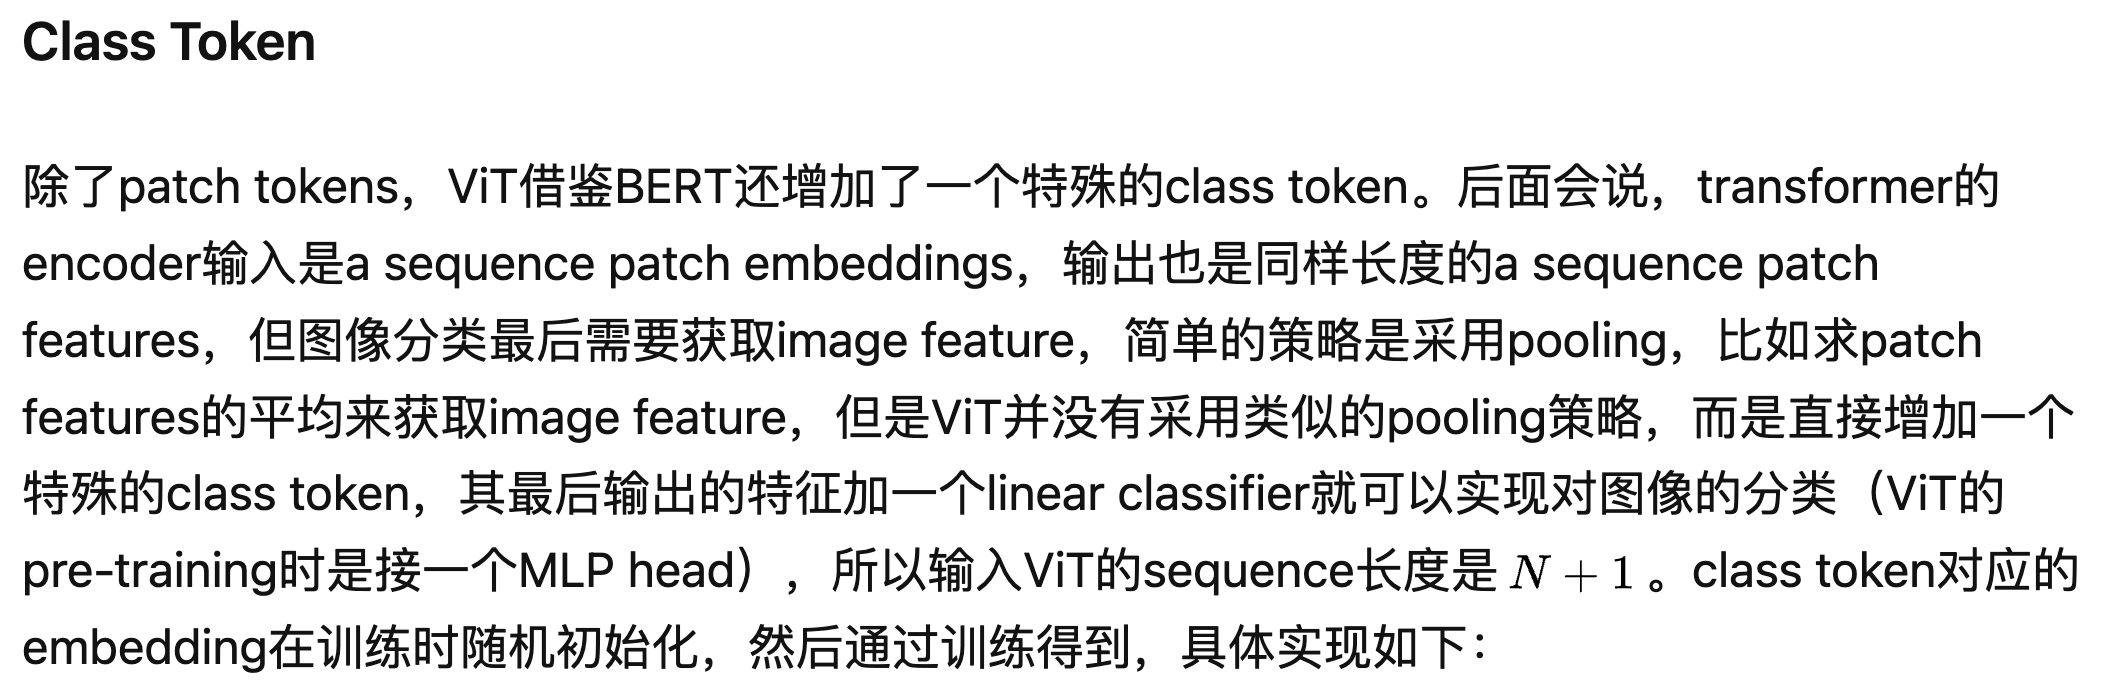 Class Token
除了patch tokens，ViT借鉴BERT还增加了一个特殊的class token。后面会说，transformer的
encoder输入是a sequence patch embeddings，输出也是同样长度的a sequence patch
features，但图像分类最后需要获取image feature，简单的策略是采用pooling，比如求patch
features的平均来获取image feature，但是ViT并没有采用类似的pooling策略，而是直接增加一个
特殊的class token，其最后输出的特征加一个linear classifier就可以实现对图像的分类（ViT的
pre-training时是接一个MLP head），所以输入ViT的sequence长度是 N + 1 。class token对应的
embedding在训练时随机初始化，然后通过训练得到，具体实现如下：